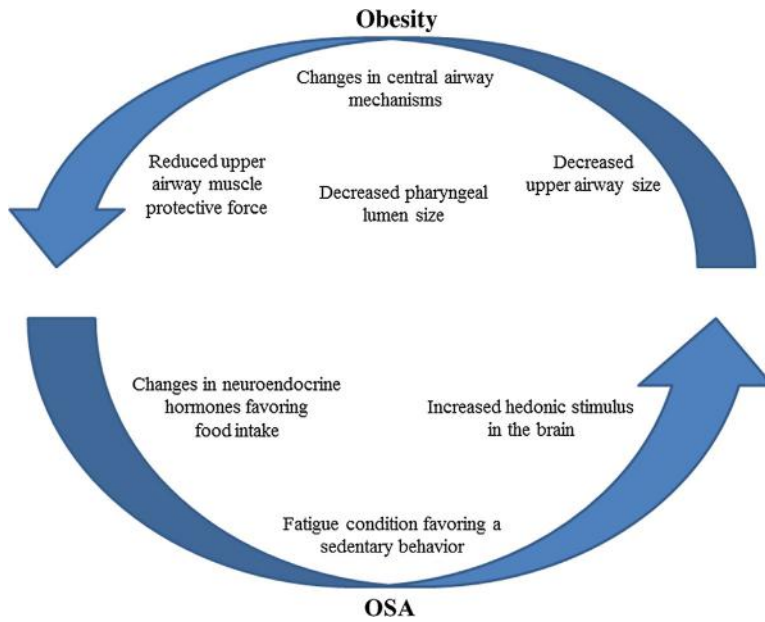 Obesity
Changes in central airway
mechanisms
Reduced upper
airway muscle
protective force
Decreased pharyngeal
lumen size
Decreased
upper airway size
Changes in neuroendocrine
hormones favoring
food intake
Increased hedonic stimulus
in the brain
Fatigue condition favoring a
sedentary behavior
OSA